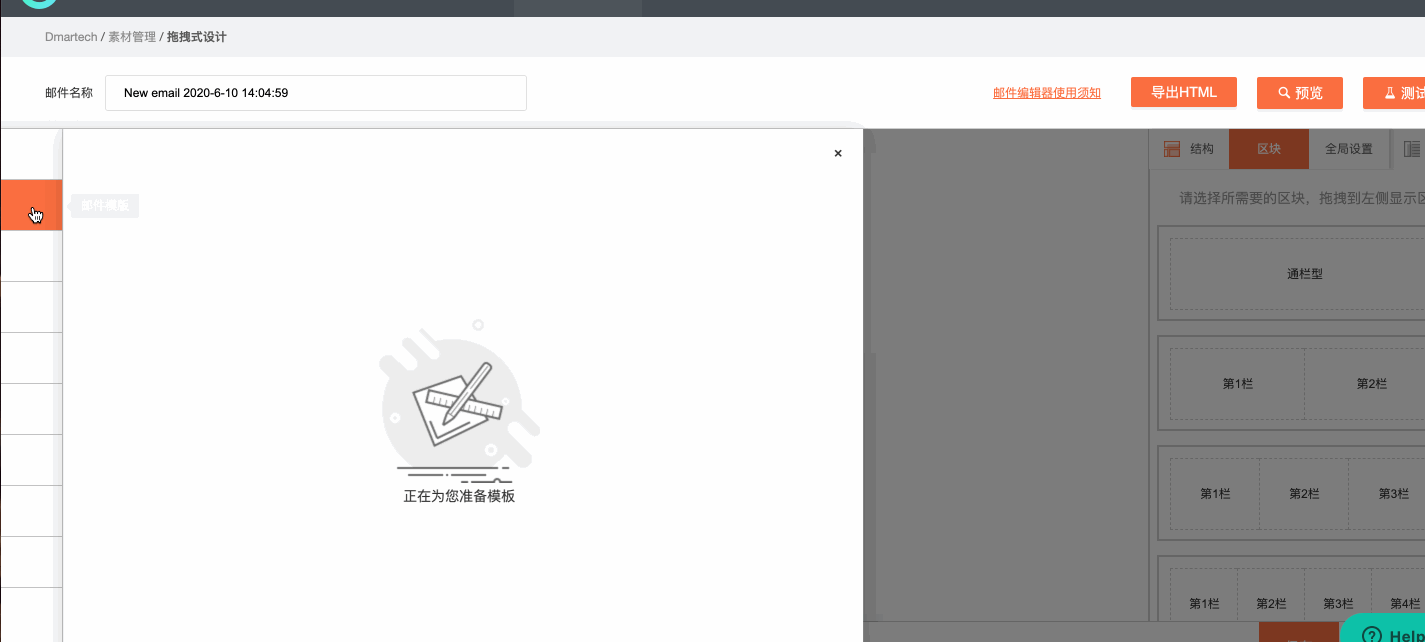 Dmartech / 素材管理 / 拖拽式设计
邮件名称
New email 2020-6-10 14:04:59
邮件编辑器使用须知
导出HTML
预览
测试
×
结构
区块
全局设置
邮件模版
请选择所需要的区块，拖拽到左侧显示区
通栏型
第1栏
第2栏
第1栏
第2栏
第3栏
正在为您准备模板
第1栏
第2栏
第3栏
第4栏
Help